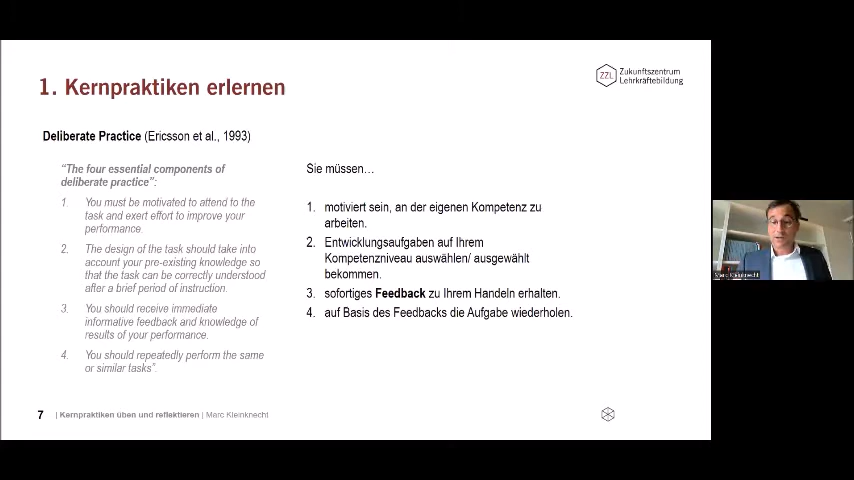 1. Kernpraktiken erlernen
ZZL
Zukunftszentrum
Lehrkräftebildung
Deliberate Practice (Ericsson et al., 1993)
“The four essential components of
deliberate practice”:
1. You must be motivated to attend to the
task and exert effort to improve your
performance.
2. The design of the task should take into
account your pre-existing knowledge so
that the task can be correctly understood
after a brief period of instruction.
3. You should receive immediate
informative feedback and knowledge of
results of your performance.
4. You should repeatedly perform the same
or similar tasks“.
Sie müssen…
1. motiviert sein, an der eigenen Kompetenz zu
arbeiten.
2. Entwicklungsaufgaben auf Ihrem
Kompetenzniveau auswählen/ ausgewählt
bekommen.
3. sofortiges Feedback zu Ihrem Handeln erhalten.
4. auf Basis des Feedbacks die Aufgabe wiederholen.
Marc Kleinknecht
7 | Kernpraktiken üben und reflektieren | Marc Kleinknecht